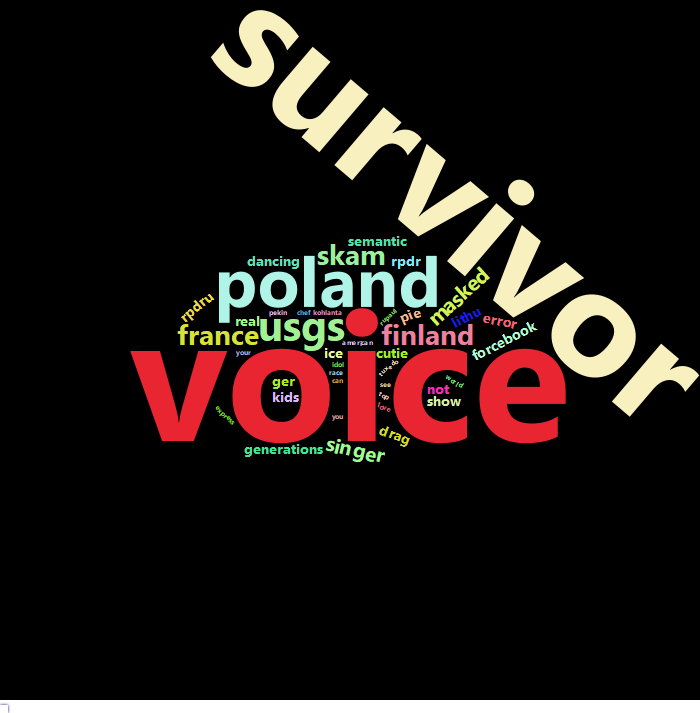 survivor
semantic
skam
dancing
rpdr
poland
masked
rpdru
pekin
chef
kohlanta
rupaul
pie
lithu
error
real
usgs
france
american
finland
forcebook
your
ice
cutie
idol
race
can
tuxedo
world
ger
see
not
kids
top
show
love
express
you
drag
generations
singer
voice